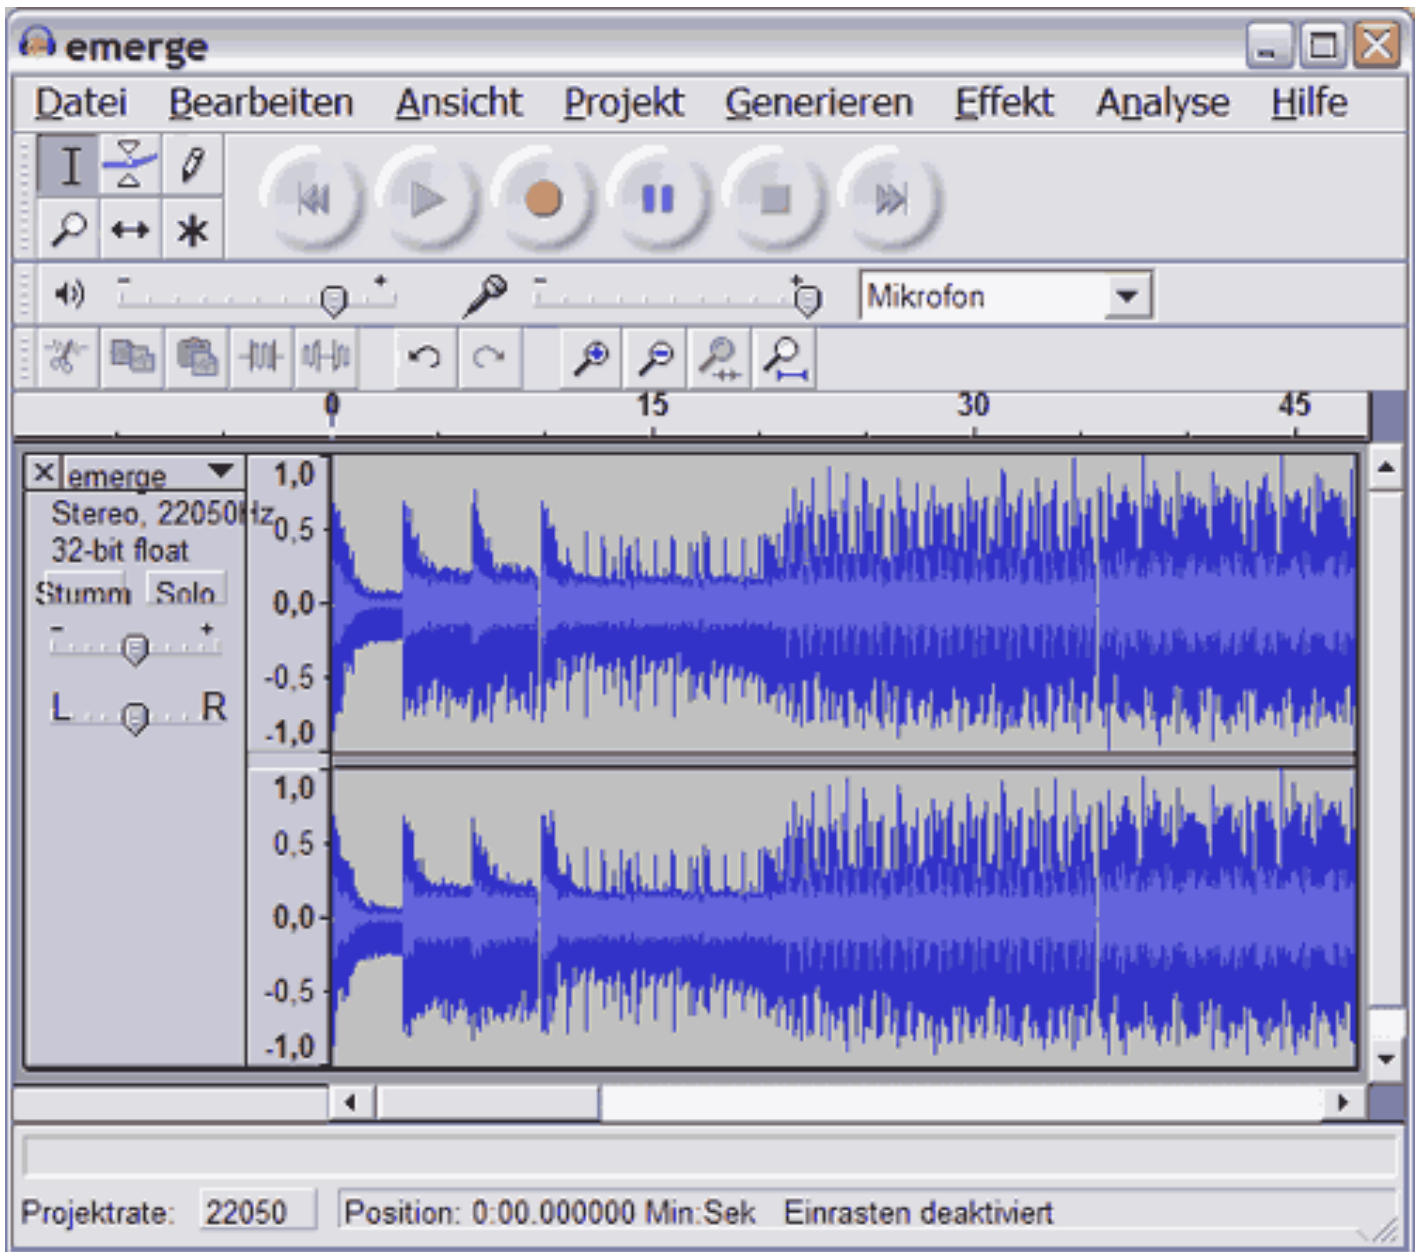 emerge
Datei Bearbeiten Ansicht Projekt Generieren Effekt Analyse Hilfe
- + - + Mikrofon
0 15 30 45
emerge
Stereo, 22050Hz
32-bit float
Stumm Solo
- +
L R
1,0
0,5
0,0
-0,5
-1,0
1,0
0,5
0,0
-0,5
-1,0
Projektrate: 22050 Position: 0:00.000000 Min:Sek Einrasten deaktiviert